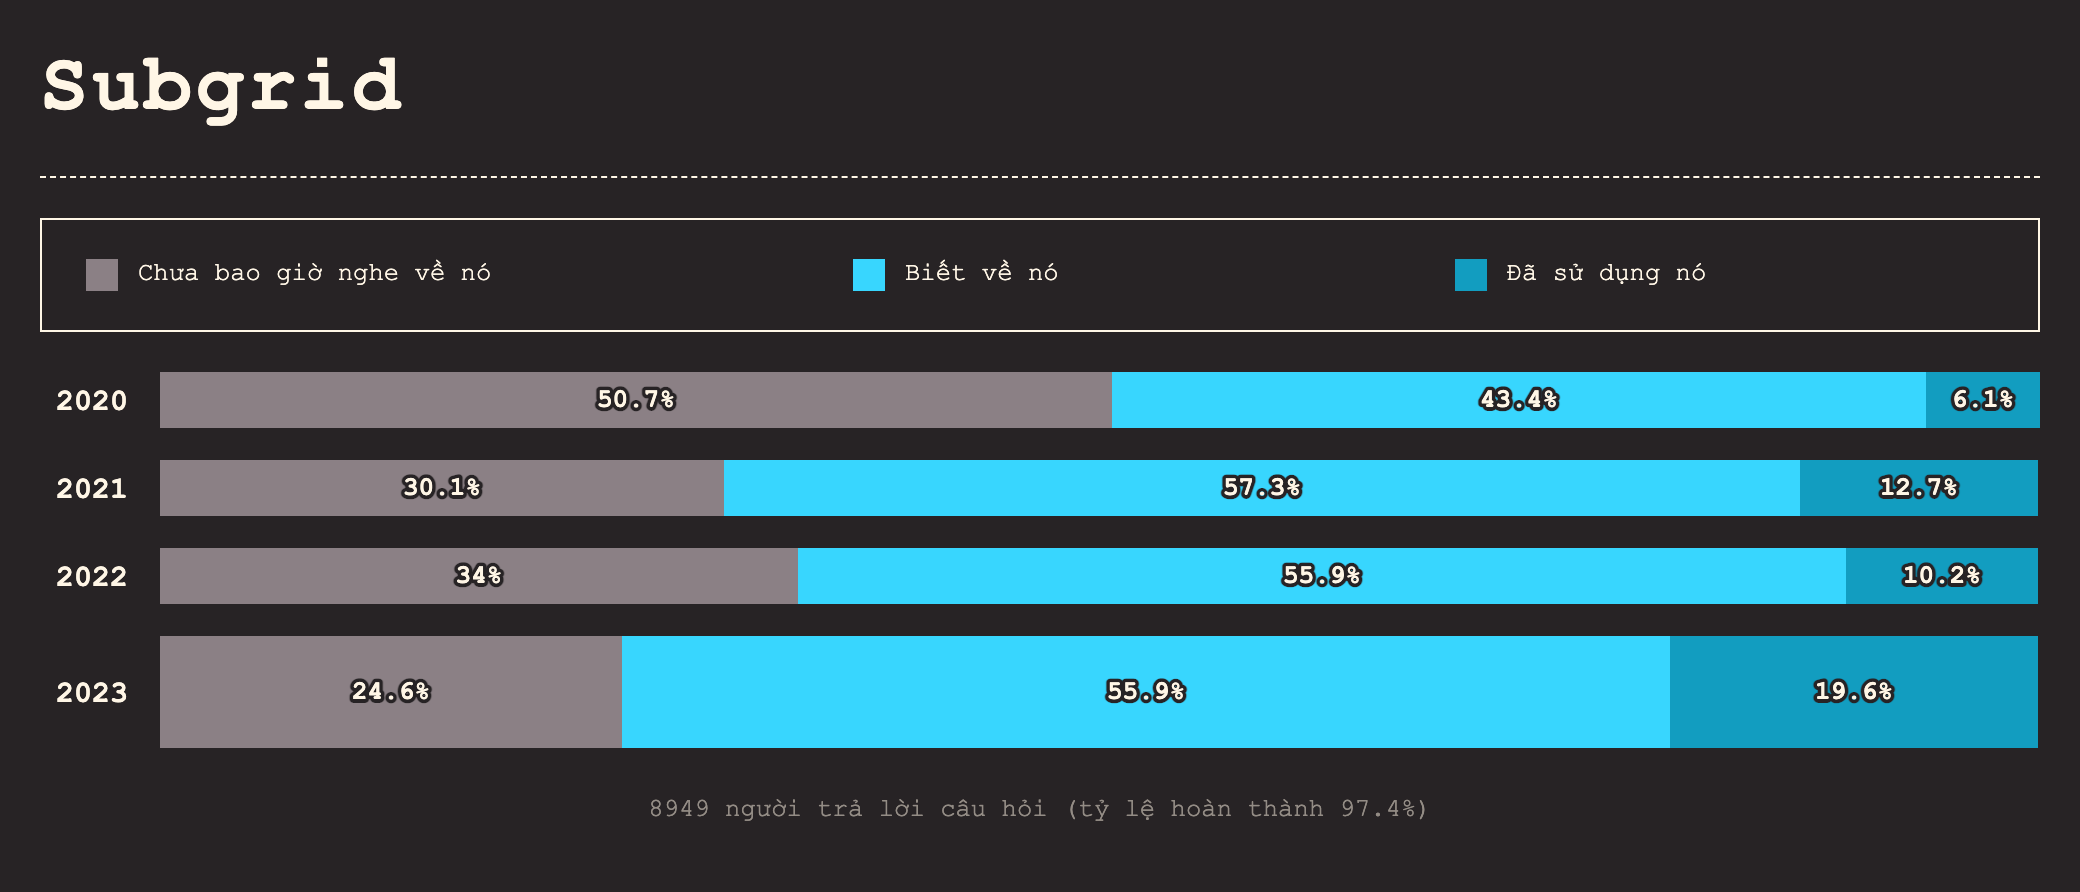 Subgrid
Chưa bao giờ nghe về nó Biết về nó Đã sử dụng nó
2020 50.7% 43.4% 6.1%
2021 30.1% 57.3% 12.7%
2022 34% 55.9% 10.2%
2023 24.6% 55.9% 19.6%
8949 người trả lời câu hỏi (tỷ lệ hoàn thành 97.4%)